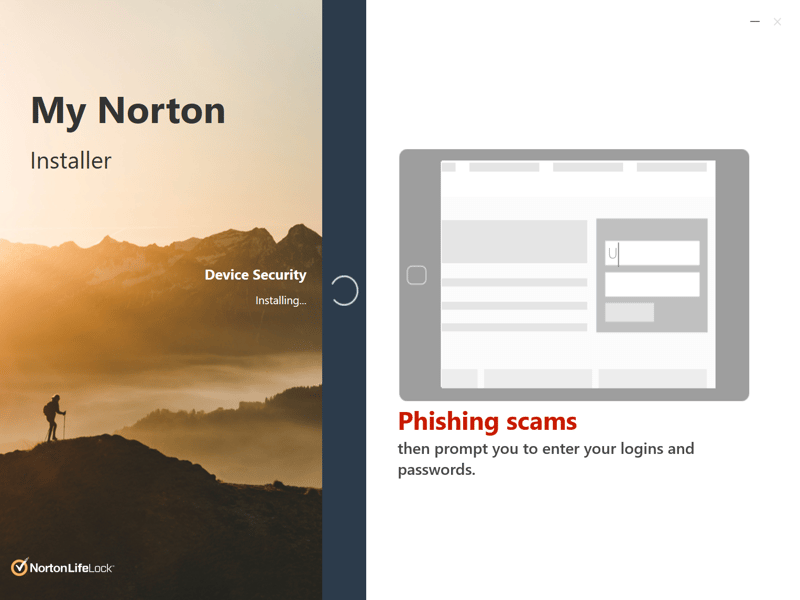 My Norton
Installer
Device Security
Installing...
NortonLifeLock
U
Phishing scams
then prompt you to enter your logins and
passwords.